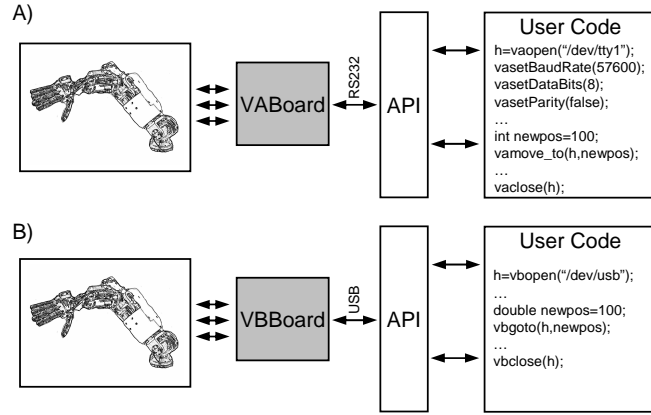 A)
VABoard
RS232
API
User Code
h=vaopen(“/dev/tty1”);
vasetBaudRate(57600);
vasetDataBits(8);
vasetParity(false);
…
int newpos=100;
vamove_to(h,newpos);
…
vaclose(h);
B)
VBBoard
USB
API
User Code
h=vbopen(“/dev/usb”);
…
double newpos=100;
vbgoto(h,newpos);
…
vbclose(h);